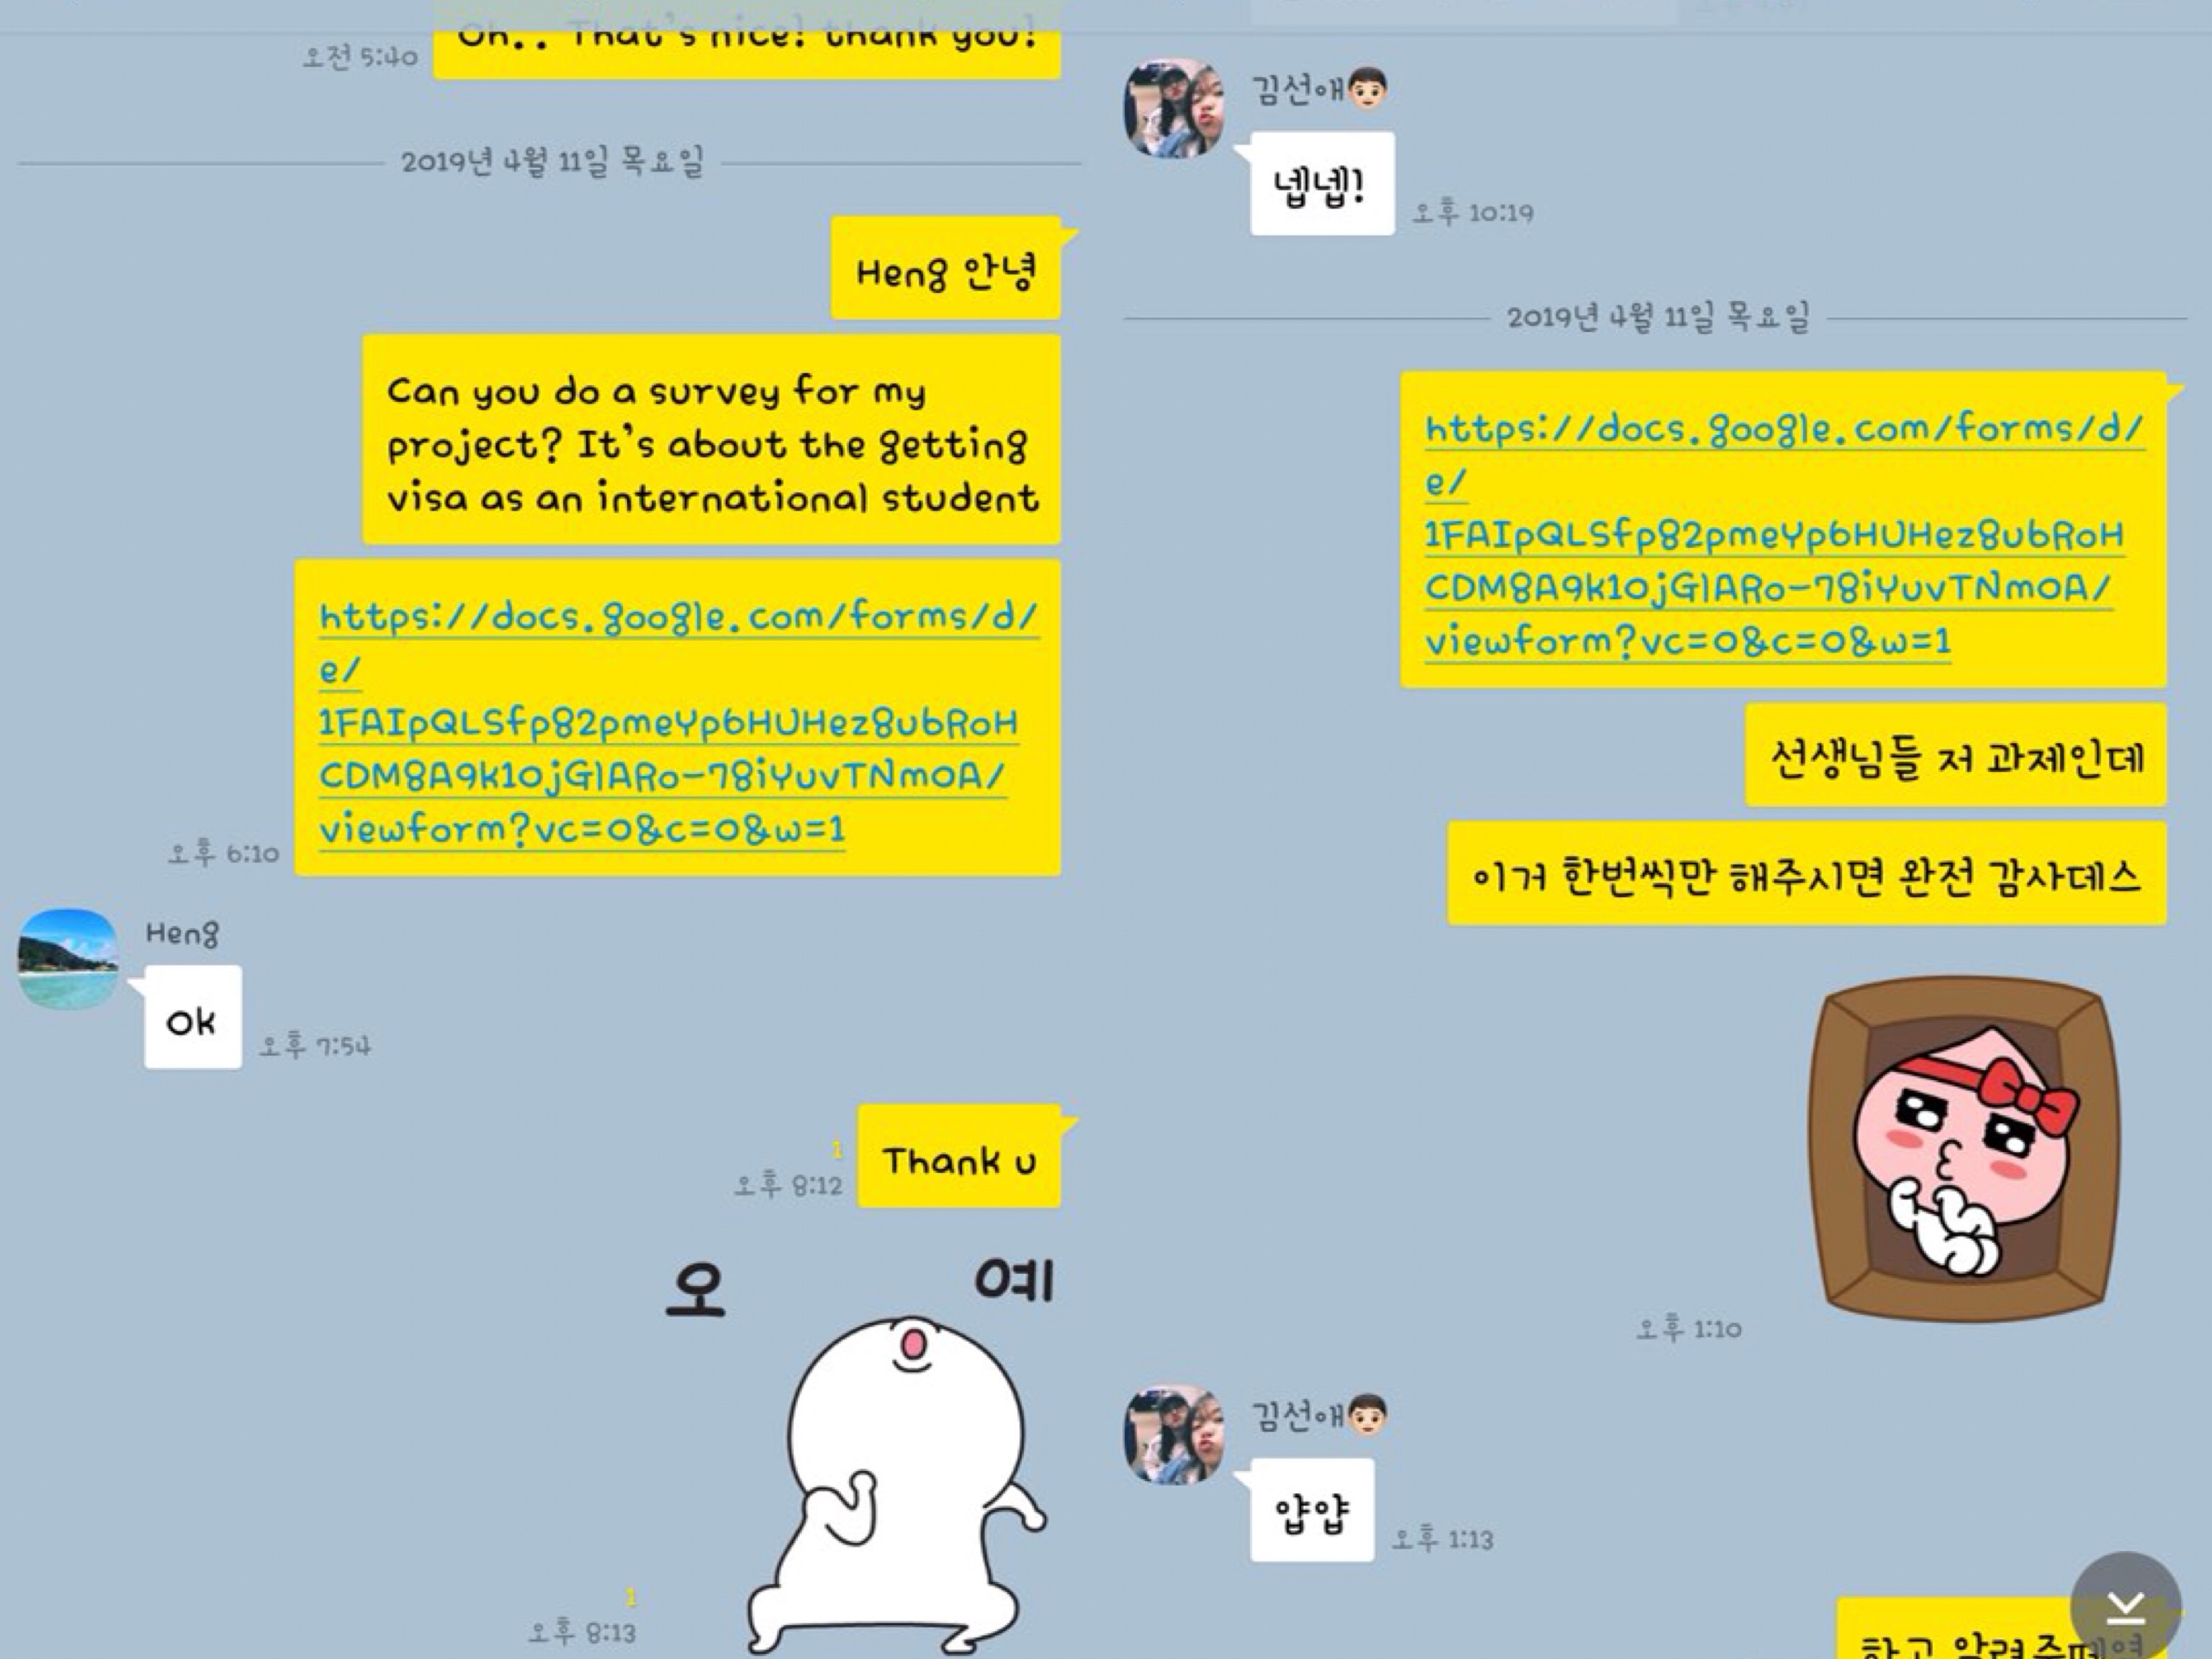 Oh.. That's nice! thank you!
오전 5:40
2019년 4월 11일 목요일
Heng 안녕
Can you do a survey for my
project? It's about the getting
visa as an international student
https://docs.google.com/forms/d/
e/
1FAIpQLSfp82pmeYp6HUHez8ubRoH
CDM8A9k1ojGlARo-78iYuvTNm0A/
viewform?vc=0&c=0&w=1
오후 6:10
Heng
Ok
오후 7:54
Thank u
1
오후 8:12
오 예
1
오후 8:13
김선애
넵넵!
오후 10:19
2019년 4월 11일 목요일
https://docs.google.com/forms/d/
e/
1FAIpQLSfp82pmeYp6HUHez8ubRoH
CDM8A9k1ojGlARo-78iYuvTNm0A/
viewform?vc=0&c=0&w=1
선생님들 저 과제인데
이거 한번씩만 해주시면 완전 감사데스
오후 1:10
김선애
얍얍
오후 1:13